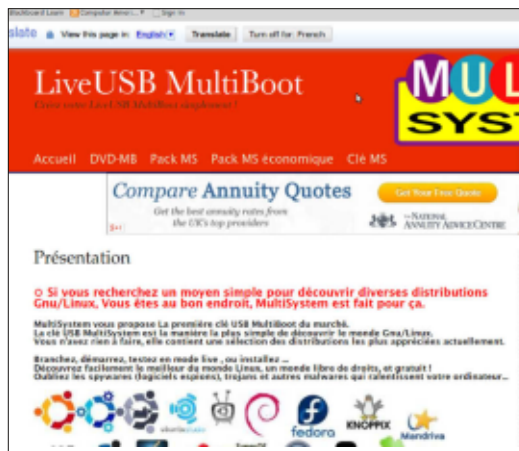 Blackboard Learn Computer Ameri... Sign in
slate View this page in: English Translate Turn off for: French
LiveUSB MultiBoot
Créez votre LiveUSB MultiBoot simplement !
MUL
SYS
Accueil DVD-MB Pack MS Pack MS économique Clé MS
Compare Annuity Quotes
Get Your Free Quote
Get the best annuity rates from
the UK's top providers
THE NATIONAL
ANNUITY ADVICE CENTRE
Présentation
Si vous recherchez un moyen simple pour découvrir diverses distributions
Gnu/Linux, Vous êtes au bon endroit, MultiSystem est fait pour ça.
MultiSystem vous propose La première clé USB MultiBoot du marché.
La clé USB MultiSystem est la manière la plus simple de découvrir le monde Gnu/Linux.
Vous n'avez rien à faire, elle contient une sélection des distributions les plus appréciées actuellement.
Branchez, démarrez, testez en mode live , ou installez ...
Découvrez facilement le meilleur du monde Linux, un monde libre de droits, et gratuit !
Oubliez les spywares (logiciels espions), trojans et autres malwares qui ralentissent votre ordinateur...
ubuntustudio
fedora
KNOPPIX
Mandriva